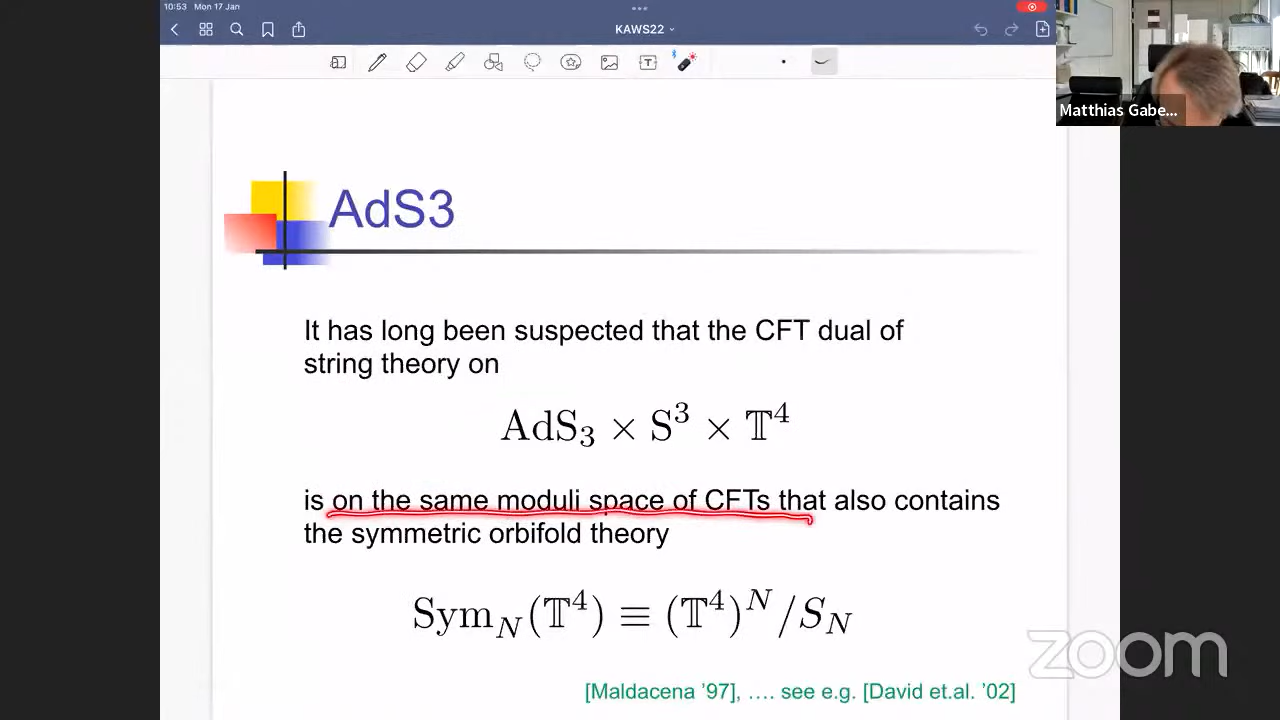 10:53 Mon 17 Jan
KAWS22
Matthias Gabe...
AdS3
It has long been suspected that the CFT dual of
string theory on
AdS₃ × S³ × 𝕋⁴
is on the same moduli space of CFTs that also contains
the symmetric orbifold theory
Sym_N(𝕋⁴) ≡ (𝕋⁴)^N/S_N
[Maldacena '97], .... see e.g. [David et.al. '02]
zoom